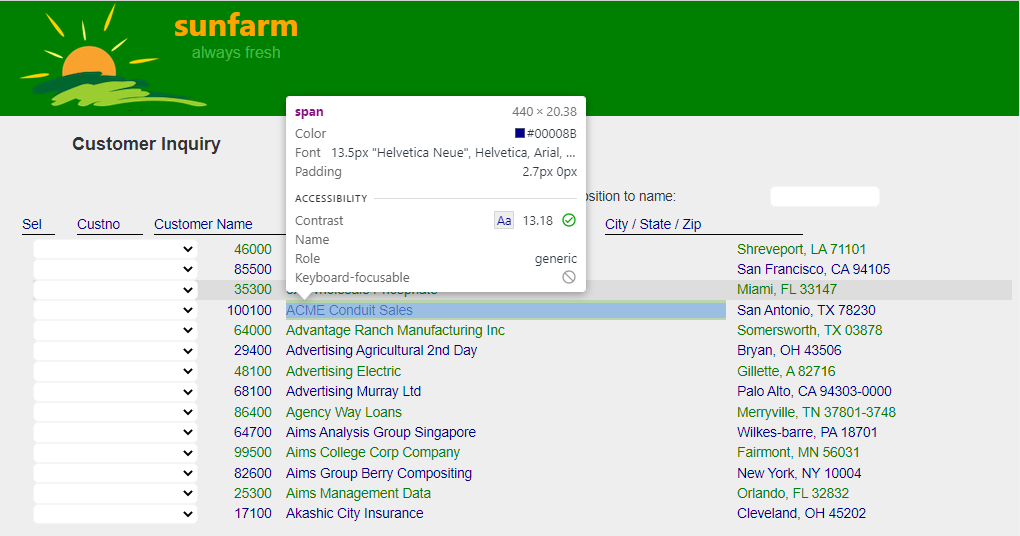 sunfarm
always fresh
span 440 × 20.38
Color #00008B
Font 13.5px "Helvetica Neue", Helvetica, Arial, ...
Padding 2.7px 0px
ACCESSIBILITY
Contrast Aa 13.18
Name
Role generic
Keyboard-focusable
Customer Inquiry
to name:
Sel Custno Customer Name City / State / Zip
46000 Shreveport, LA 71101
85500 San Francisco, CA 94105
35300 Miami, FL 33147
100100 ACME Conduit Sales San Antonio, TX 78230
64000 Advantage Ranch Manufacturing Inc Somersworth, TX 03878
29400 Advertising Agricultural 2nd Day Bryan, OH 43506
48100 Advertising Electric Gillette, A 82716
68100 Advertising Murray Ltd Palo Alto, CA 94303-0000
86400 Agency Way Loans Merryville, TN 37801-3748
64700 Aims Analysis Group Singapore Wilkes-barre, PA 18701
99500 Aims College Corp Company Fairmont, MN 56031
82600 Aims Group Berry Compositing New York, NY 10004
25300 Aims Management Data Orlando, FL 32832
17100 Akashic City Insurance Cleveland, OH 45202